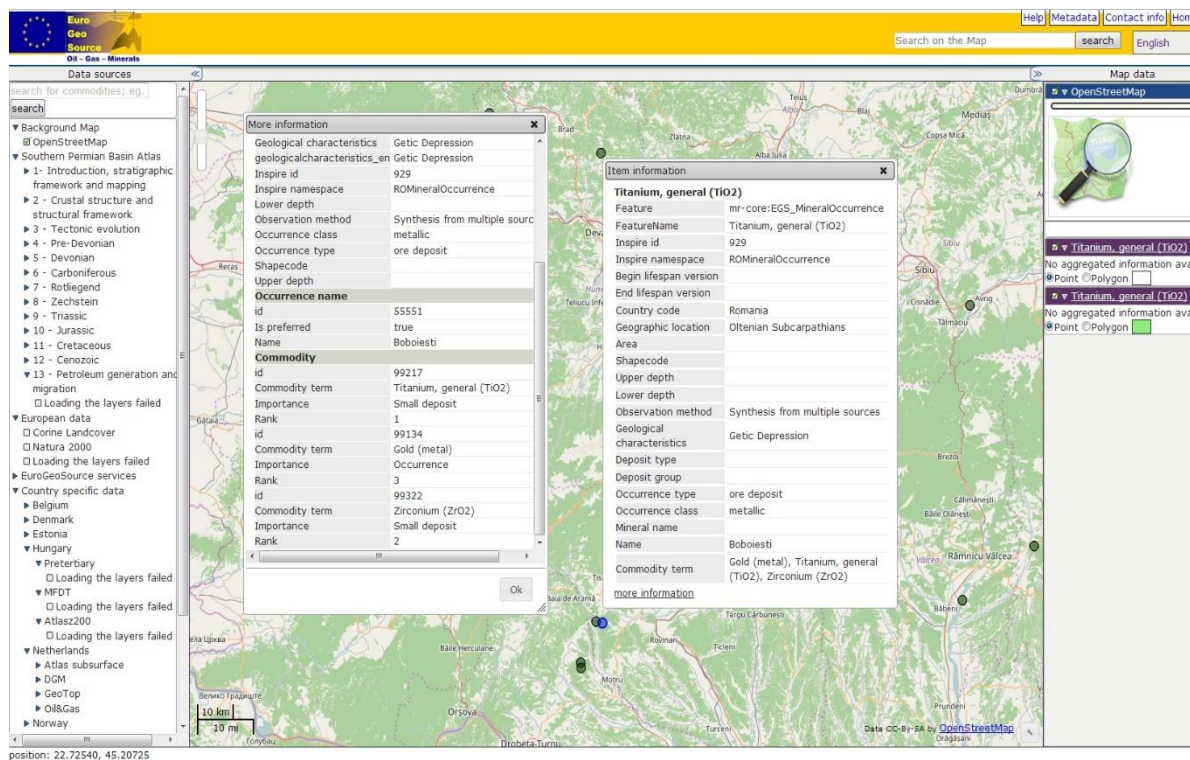 Euro
Geo
Source
Oil - Gas - Minerals
Help Metadata Contact info
Search on the Map search English
Data sources
search for commodities; eg.
search
Background Map
OpenStreetMap
Southern Permian Basin Atlas
1- Introduction, stratigraphic
framework and mapping
2 - Crustal structure and
structural framework
3 - Tectonic evolution
4 - Pre-Devonian
5 - Devonian
6 - Carboniferous
7 - Rotliegend
8 - Zechstein
9 - Triassic
10 - Jurassic
11 - Cretaceous
12 - Cenozoic
13 - Petroleum generation and
migration
Loading the layers failed
European data
Corine Landcover
Natura 2000
Loading the layers failed
EuroGeoSource services
Country specific data
Belgium
Denmark
Estonia
Hungary
Pretertiary
Loading the layers failed
MFDT
Loading the layers failed
Atlasz200
Loading the layers failed
Netherlands
Atlas subsurface
DGM
GeoTop
Oil&Gas
Norway
position: 22.72540, 45.20725
More information
Geological characteristics Getic Depression
geologicalcharacteristics_en Getic Depression
Inspire id 929
Inspire namespace ROMineralOccurrence
Lower depth
Observation method Synthesis from multiple sourc
Occurrence class metallic
Occurrence type ore deposit
Shapecode
Upper depth
Occurrence name
id 55551
Is preferred true
Name Boboiesti
Commodity
id 99217
Commodity term Titanium, general (TiO2)
Importance Small deposit
Rank 1
id 99134
Commodity term Gold (metal)
Importance Occurrence
Rank 3
id 99322
Commodity term Zirconium (ZrO2)
Importance Small deposit
Rank 2
Ok
Item information
Titanium, general (TiO2)
Feature mr-core:EGS_MineralOccurrence
FeatureName Titanium, general (TiO2)
Inspire id 929
Inspire namespace ROMineralOccurrence
Begin lifespan version
End lifespan version
Country code Romania
Geographic location Oltenian Subcarpathians
Area
Shapecode
Upper depth
Lower depth
Observation method Synthesis from multiple sources
Geological
characteristics Getic Depression
Deposit type
Deposit group
Occurrence type ore deposit
Occurrence class metallic
Mineral name
Name Boboiesti
Commodity term Gold (metal), Titanium, general
(TiO2), Zirconium (ZrO2)
more information
Teiuș
Blaj
Mediaș
Copșa Mică
Brad
Zlatna
Alba Iulia
Deva
Sibiu
Sibiu
Recaș
Cisnădie
Avrig
Tălmaciu
Gătaia
Brezoi
Călimănești
Băile Olănești
Vâlcea
Râmnicu Vâlcea
Baia de Aramă
Târgu Cărbunești
Băbeni
Rovinari
Țicleni
Băile Herculane
Motru
Велико Градиште
Orșova
Turceni
Prundeni
Голубац
Drobeta-Turnu
Drăgășani
10 km
10 mi
Data CC-By-SA by OpenStreetMap
Map data
OpenStreetMap
Titanium, general (TiO2)
No aggregated information ava
Point Polygon
Titanium, general (TiO2)
No aggregated information ava
Point Polygon